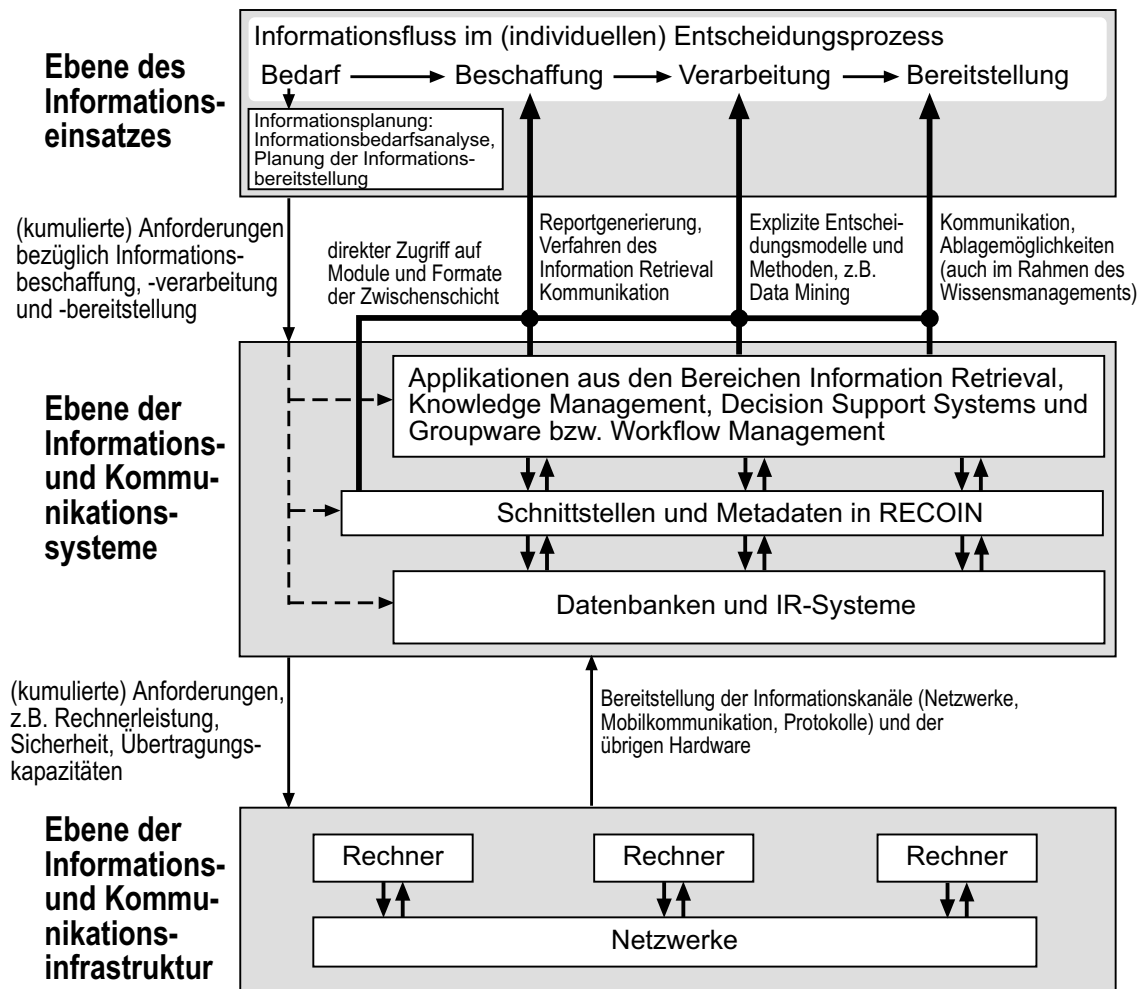 Ebene des
Informations-
einsatzes
Informationsfluss im (individuellen) Entscheidungsprozess
Bedarf
Beschaffung
Verarbeitung
Bereitstellung
Informationsplanung:
Informationsbedarfsanalyse,
Planung der Informations-
bereitstellung
(kumulierte) Anforderungen
bezüglich Informations-
beschaffung, -verarbeitung
und -bereitstellung
direkter Zugriff auf
Module und Formate
der Zwischenschicht
Reportgenerierung,
Verfahren des
Information Retrieval
Kommunikation
Explizite Entschei-
dungsmodelle und
Methoden, z.B.
Data Mining
Kommunikation,
Ablagemöglichkeiten
(auch im Rahmen des
Wissensmanagements)
Ebene der
Informations-
und Kommu-
nikations-
systeme
Applikationen aus den Bereichen Information Retrieval,
Knowledge Management, Decision Support Systems und
Groupware bzw. Workflow Management
Schnittstellen und Metadaten in RECOIN
Datenbanken und IR-Systeme
(kumulierte) Anforderungen,
z.B. Rechnerleistung,
Sicherheit, Übertragungs-
kapazitäten
Bereitstellung der Informationskanäle (Netzwerke,
Mobilkommunikation, Protokolle) und der
übrigen Hardware
Ebene der
Informations-
und Kommu-
nikations-
infrastruktur
Rechner
Rechner
Rechner
Netzwerke